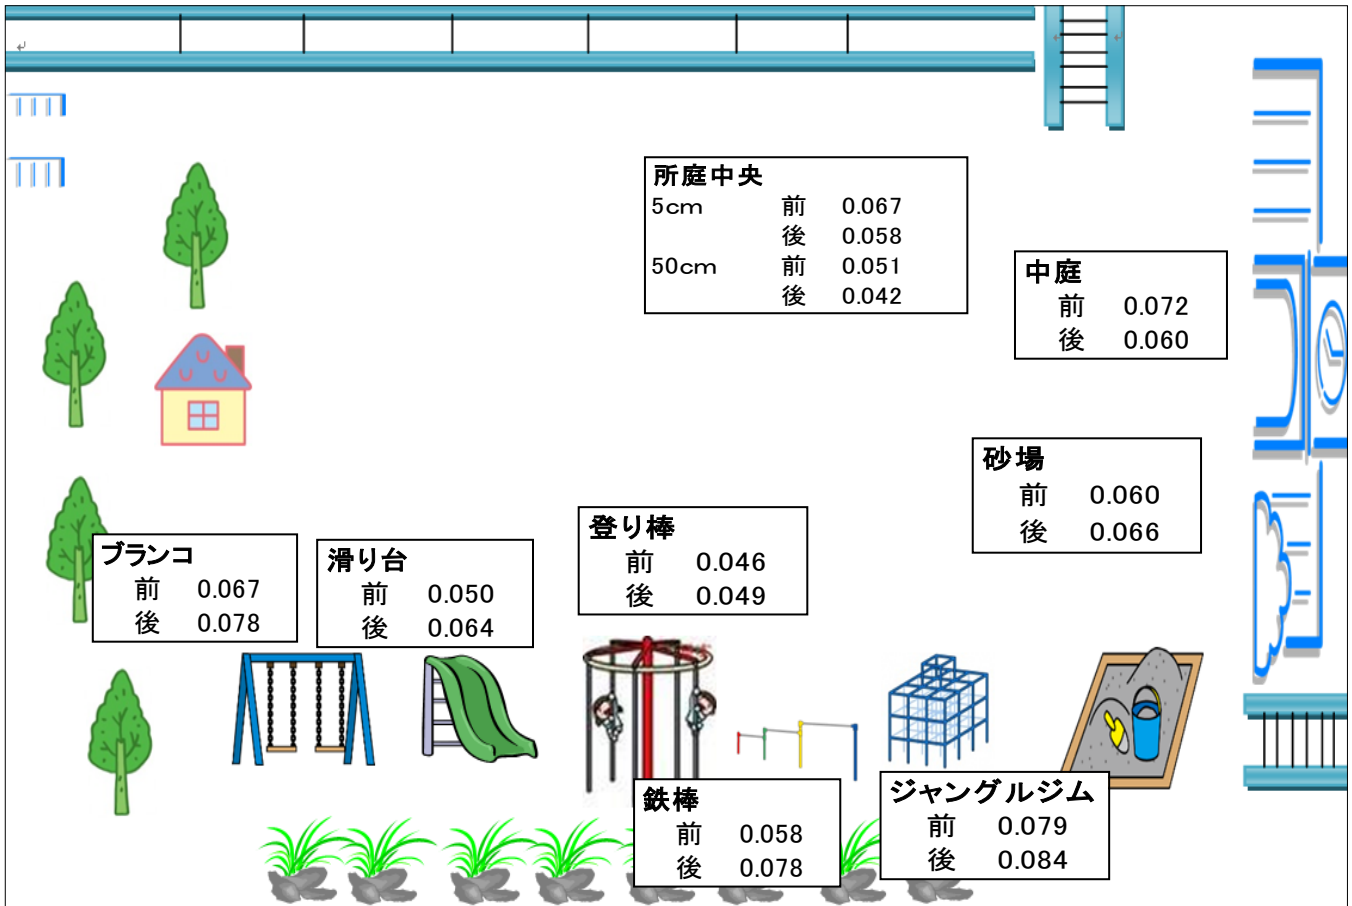 所庭中央
5cm 前 0.067
後 0.058
50cm 前 0.051
後 0.042
中庭
前 0.072
後 0.060
砂場
前 0.060
後 0.066
登り棒
前 0.046
後 0.049
ブランコ
前 0.067
後 0.078
滑り台
前 0.050
後 0.064
鉄棒
前 0.058
後 0.078
ジャングルジム
前 0.079
後 0.084